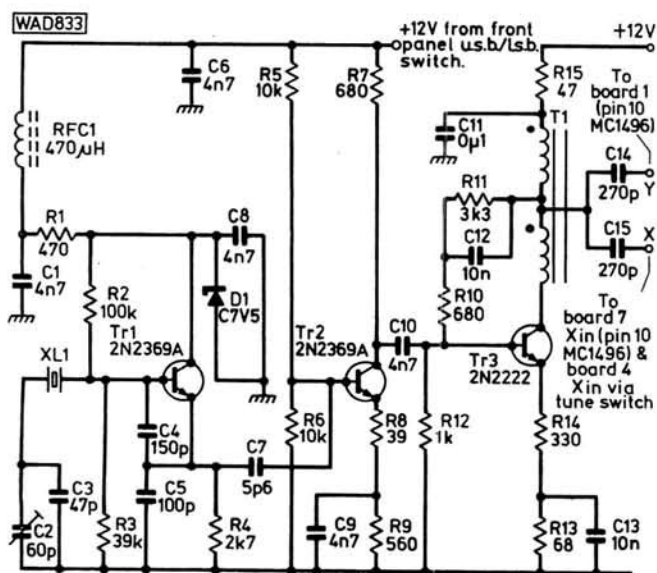 WAD833
+12V from front
panel u.s.b/l.s.b.
switch.
+12V
C6
4n7
R5
10k
R7
680
R15
47
To
board 1
(pin 10
MC1496)
RFC1
470μH
C11
0μ1
T1
C14
270p
Y
R11
3k3
C12
10n
C15
270p
X
R1
470
C8
4n7
C1
4n7
R2
100k
D1
C7V5
R10
680
Tr1
2N2369A
Tr2
2N2369A
C10
4n7
To
board 7
X in (pin 10
MC1496) &
board 4
X in via
tune switch
Tr3
2N2222
XL1
C4
150p
C7
5p6
R6
10k
R8
39
R12
1k
R14
330
C3
47p
C5
100p
C2
60p
R3
39k
R4
2k7
C9
4n7
R9
560
R13
68
C13
10n